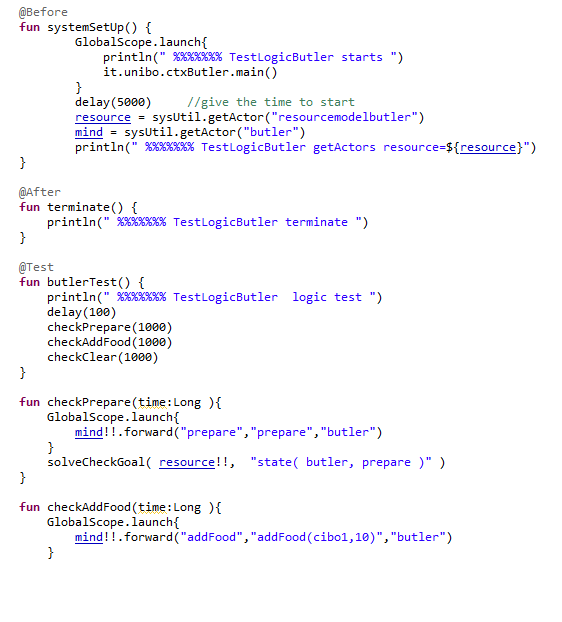 @Before
fun systemSetUp() {
GlobalScope.launch{
println(" %%%%%%% TestLogicButler starts ")
it.unibo.ctxButler.main()
}
delay(5000) //give the time to start
resource = sysUtil.getActor("resourcemodelbutler")
mind = sysUtil.getActor("butler")
println(" %%%%%%% TestLogicButler getActors resource=${resource}")
}
@After
fun terminate() {
println(" %%%%%%% TestLogicButler terminate ")
}
@Test
fun butlerTest() {
println(" %%%%%%% TestLogicButler  logic test ")
delay(100)
checkPrepare(1000)
checkAddFood(1000)
checkClear(1000)
}
fun checkPrepare(time:Long ){
GlobalScope.launch{
mind!!.forward("prepare","prepare","butler")
}
solveCheckGoal( resource!!,  "state( butler, prepare )" )
}
fun checkAddFood(time:Long ){
GlobalScope.launch{
mind!!.forward("addFood","addFood(cibo1,10)","butler")
}